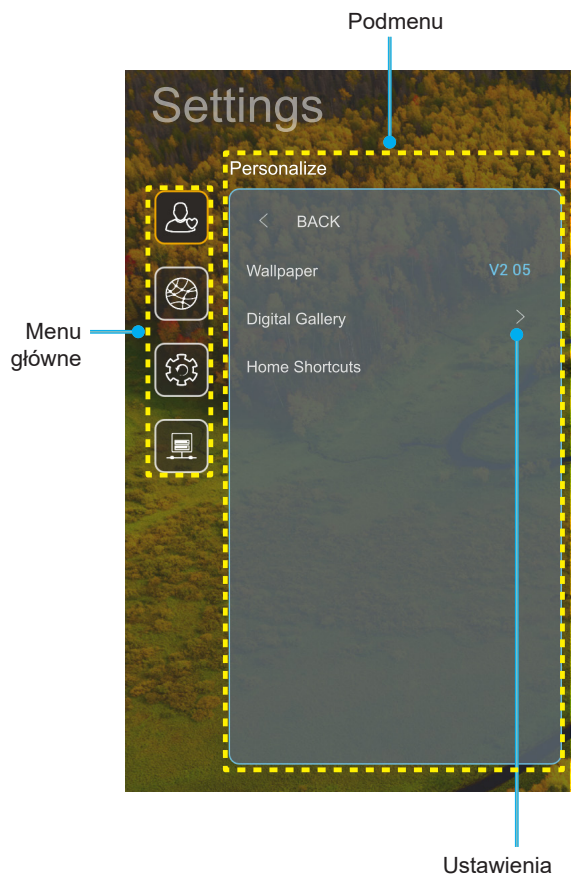 Podmenu
Settings
Personalize
BACK
Wallpaper V2 05
Digital Gallery
Home Shortcuts
Menu
główne
Ustawienia